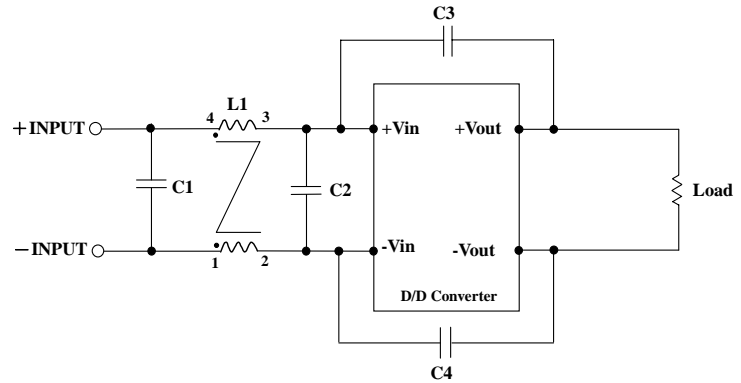 C3
L1
4
3
+INPUT
+Vin
+Vout
C1
C2
Load
−INPUT
1
2
-Vin
-Vout
D/D Converter
C4